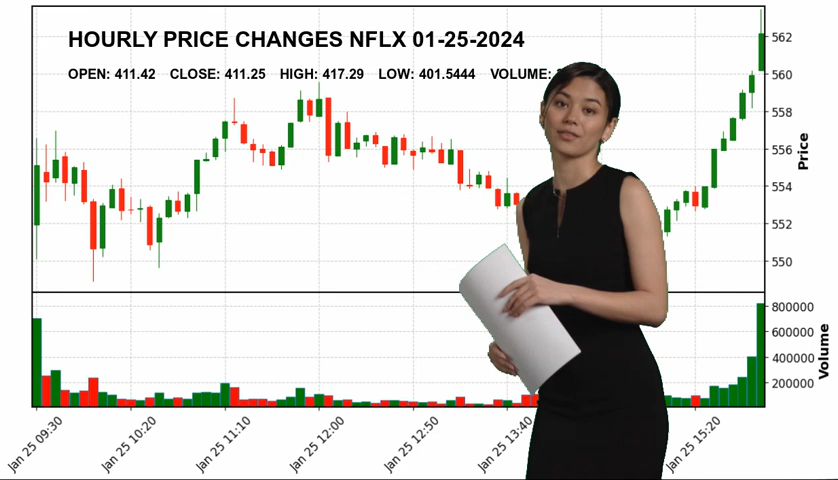 HOURLY PRICE CHANGES NFLX 01-25-2024
OPEN: 411.42 CLOSE: 411.25 HIGH: 417.29 LOW: 401.5444 VOLUME:
562
560
558
556
554
552
550
Price
800000
600000
400000
200000
Volume
Jan 25 09:30
Jan 25 10:20
Jan 25 11:10
Jan 25 12:00
Jan 25 12:50
Jan 25 13:40
Jan 25 15:20